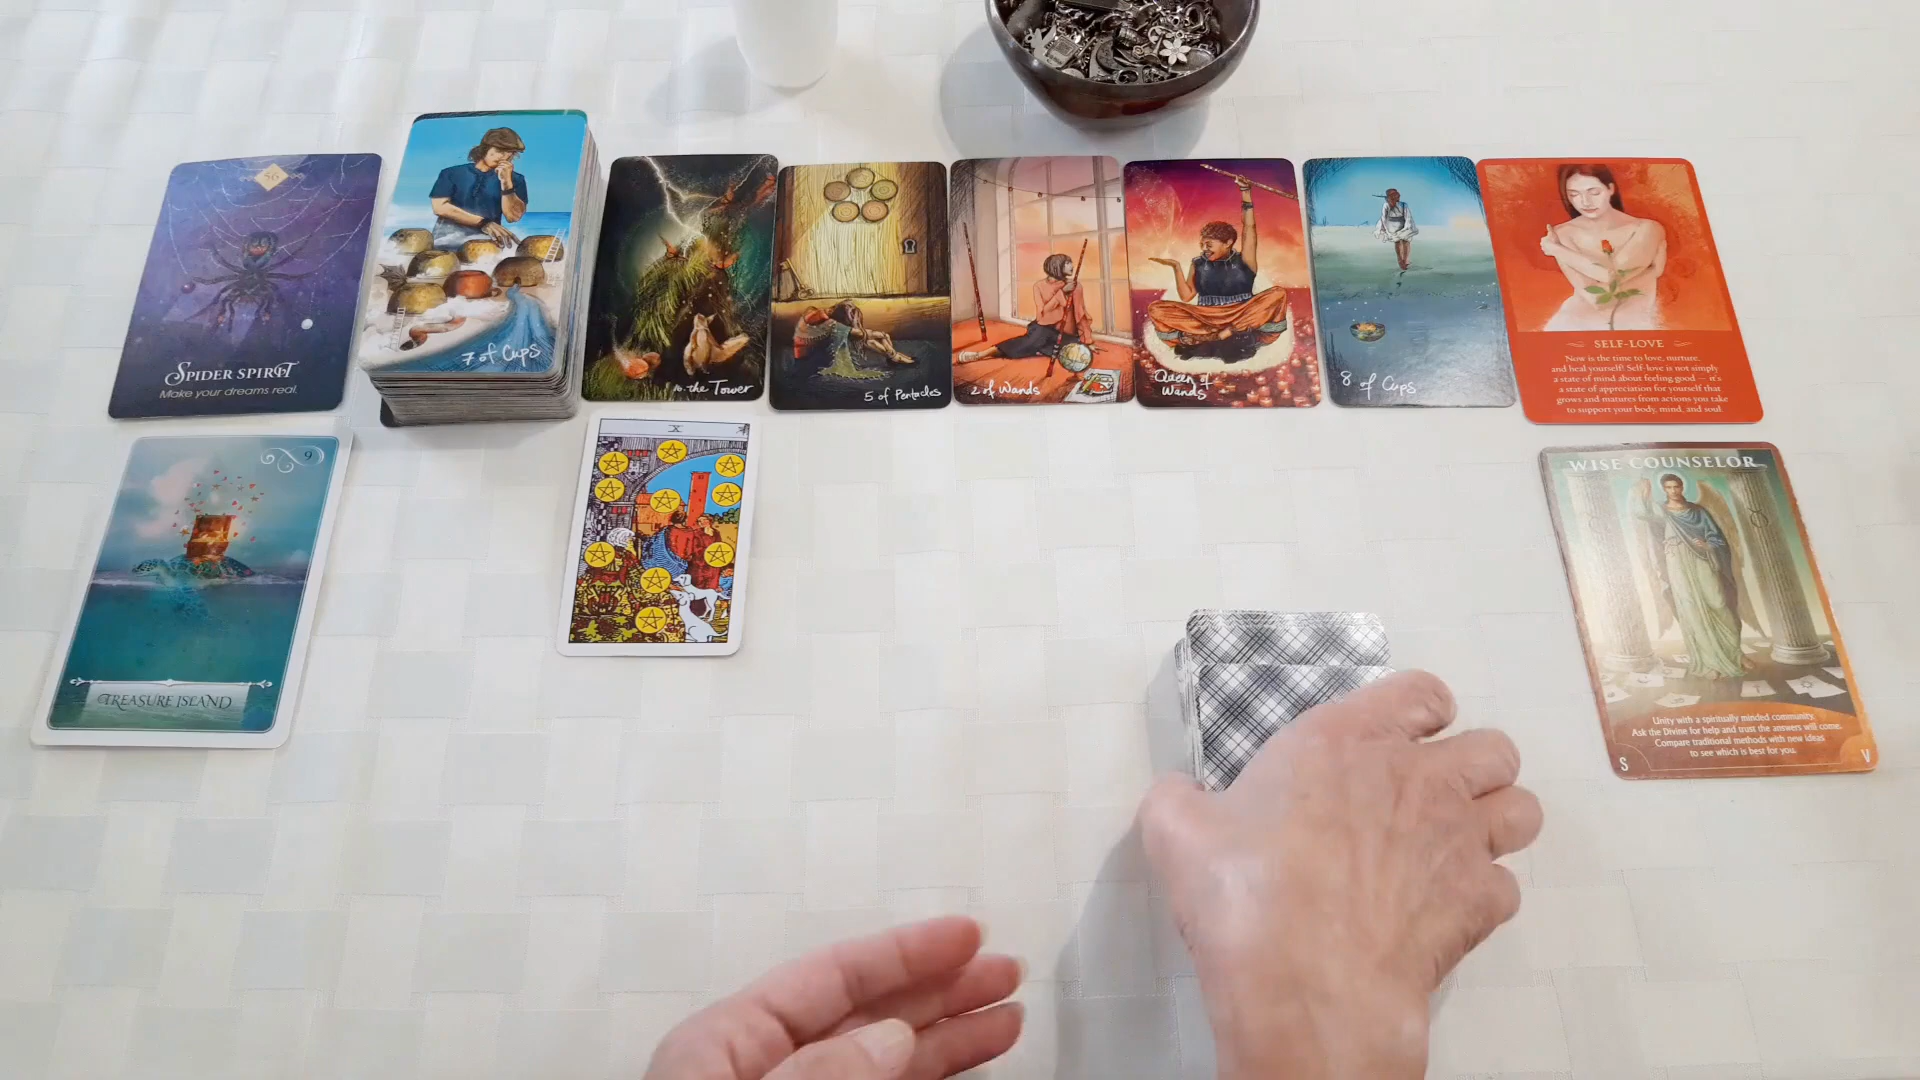 56
SPIDER SPIRIT
Make your dreams real.
7 of Cups
16. the Tower
5 of Pentacles
2 of Wands
Queen of
Wands
8 of Cups
SELF-LOVE
Now is the time to love, nurture,
and heal yourself! Self-love is not simply
a state of mind about feeling good — it's
a state of appreciation for yourself that
grows and matures from actions you take
to support your body, mind, and soul.
9
TREASURE ISLAND
X
WISE COUNSELOR
Unity with a spiritually minded community.
Ask the Divine for help and trust the answers will come.
Compare traditional methods with new ideas
to see which is best for you.
S V